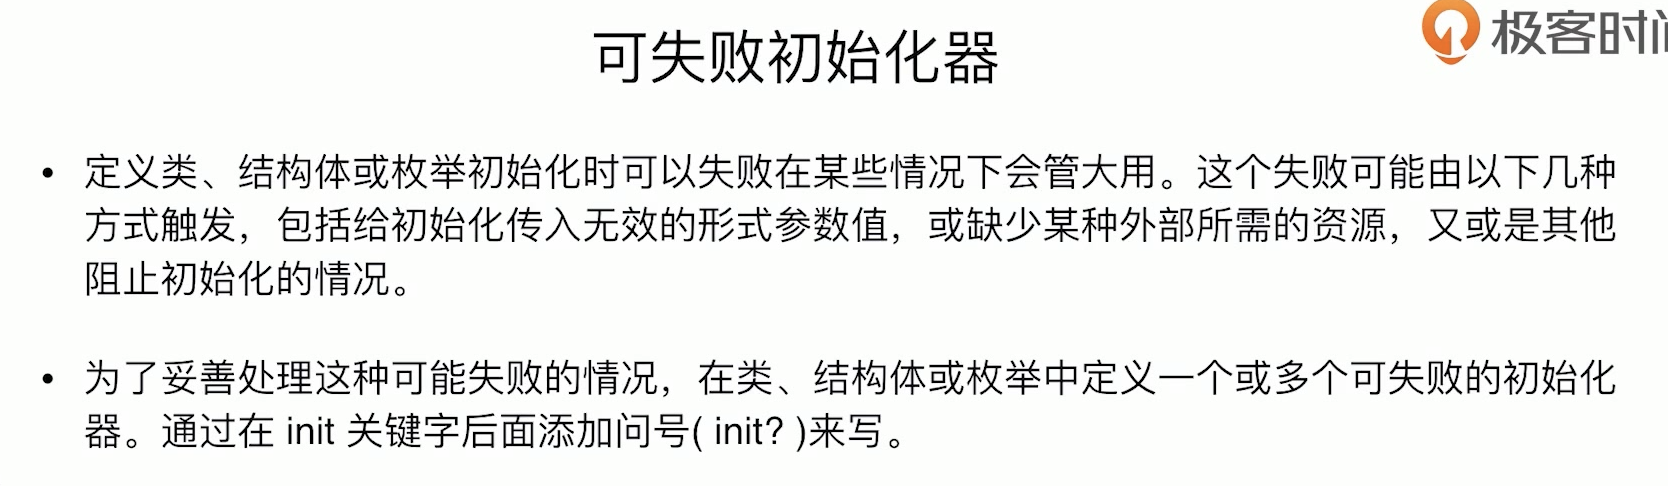 可失败初始化器
极客时间
• 定义类、结构体或枚举初始化时可以失败在某些情况下会管大用。这个失败可能由以下几种
方式触发，包括给初始化传入无效的形式参数值，或缺少某种外部所需的资源，又或是其他
阻止初始化的情况。
• 为了妥善处理这种可能失败的情况，在类、结构体或枚举中定义一个或多个可失败的初始化
器。通过在 init 关键字后面添加问号( init? )来写。